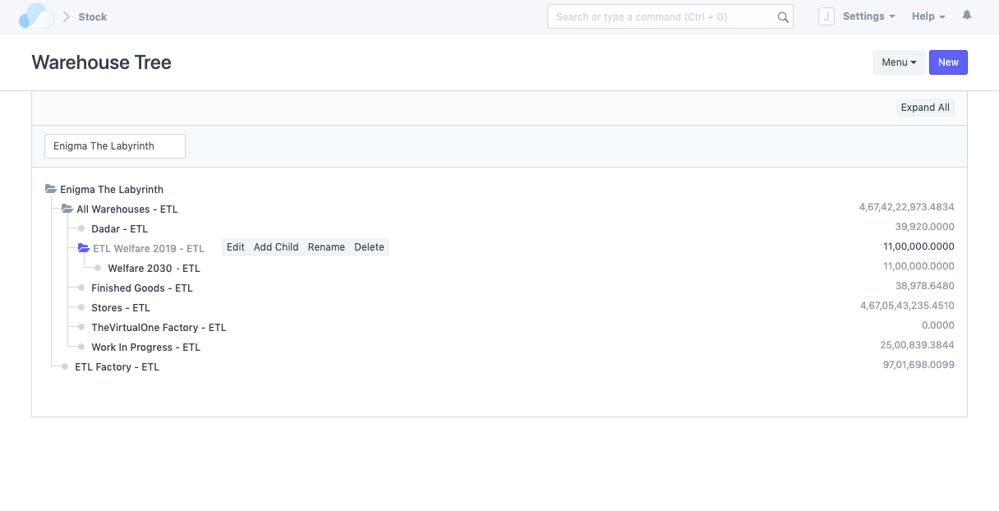 Stock
Search or type a command (Ctrl + G)
J Settings Help
Warehouse Tree
Menu New
Expand All
Enigma The Labyrinth
Enigma The Labyrinth
All Warehouses - ETL 4,67,42,22,973.4834
Dadar - ETL 39,920.0000
ETL Welfare 2019 - ETL Edit Add Child Rename Delete 11,00,000.0000
Welfare 2030 - ETL 11,00,000.0000
Finished Goods - ETL 38,978.6480
Stores - ETL 4,67,05,43,235.4510
TheVirtualOne Factory - ETL 0.0000
Work In Progress - ETL 25,00,839.3844
ETL Factory - ETL 97,01,698.0099